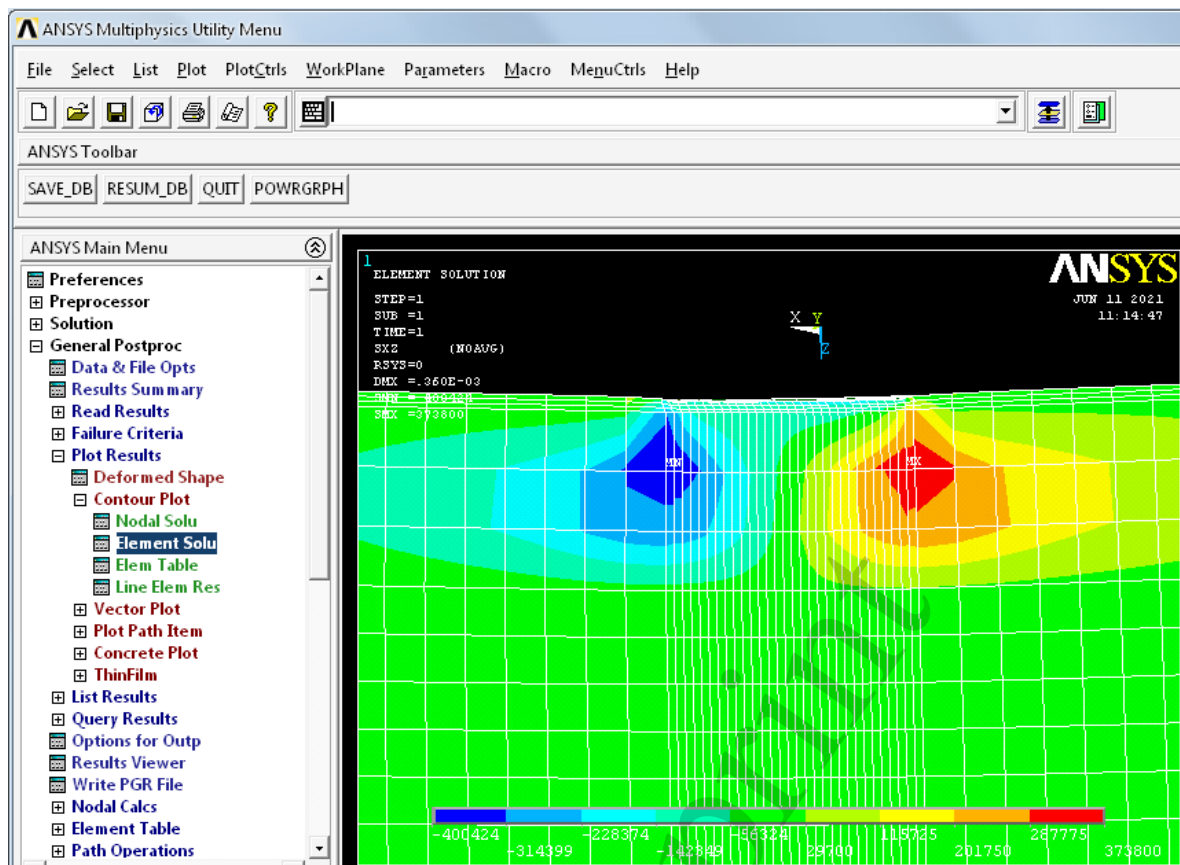 ANSYS Multiphysics Utility Menu
File Select List Plot PlotCtrls WorkPlane Parameters Macro MenuCtrls Help
ANSYS Toolbar
SAVE_DB RESUM_DB QUIT POWRGRPH
ANSYS Main Menu
Preferences
Preprocessor
Solution
General Postproc
Data & File Opts
Results Summary
Read Results
Failure Criteria
Plot Results
Deformed Shape
Contour Plot
Nodal Solu
Element Solu
Elem Table
Line Elem Res
Vector Plot
Plot Path Item
Concrete Plot
ThinFilm
List Results
Query Results
Options for Outp
Results Viewer
Write PGR File
Nodal Calcs
Element Table
Path Operations
1
ELEMENT SOLUTION
STEP=1
SUB =1
TIME=1
SXZ (NOAVG)
RSYS=0
DMX =.360E-03
SMX =373800
ANSYS
JUN 11 2021
11:14:47
X Y
Z
MN MX
-400424 -228374 -56324 115725 287775
-314399 -142849 29700 201750 373800